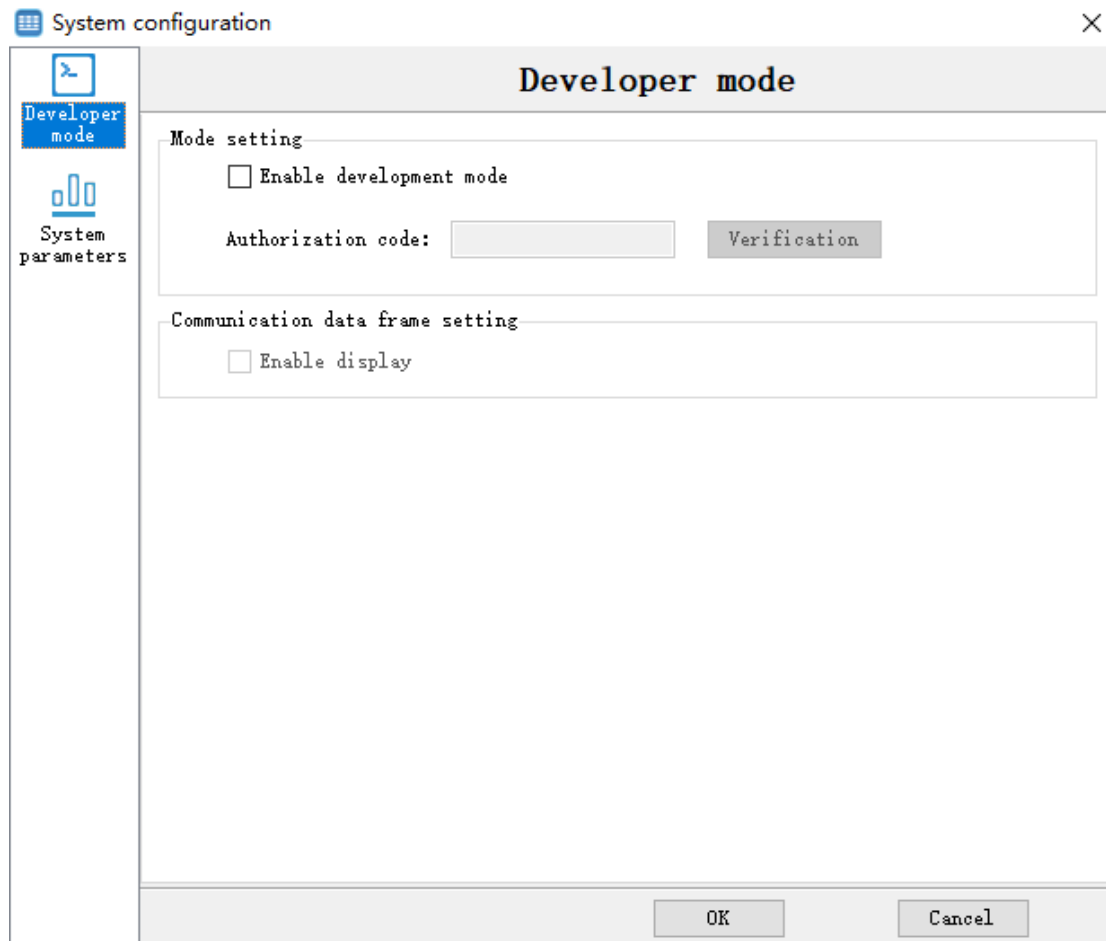 System configuration
Developer mode
Developer
mode
System
parameters
Mode setting
Enable development mode
Authorization code:
Verification
Communication data frame setting
Enable display
OK
Cancel